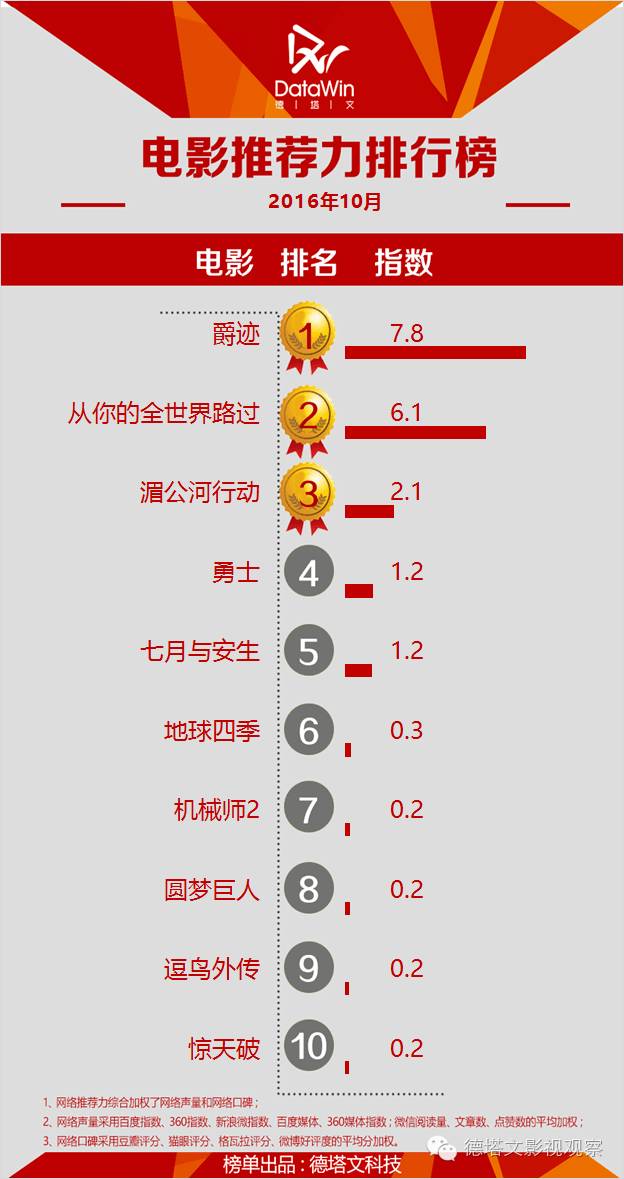 DataWin
德|塔|文
电影推荐力排行榜
2016年10月
电影 排名 指数
爵迹 1 7.8
从你的全世界路过 2 6.1
湄公河行动 3 2.1
勇士 4 1.2
七月与安生 5 1.2
地球四季 6 0.3
机械师2 7 0.2
圆梦巨人 8 0.2
逗鸟外传 9 0.2
惊天破 10 0.2
1、网络推荐力综合加权了网络声量和网络口碑；
2、网络声量采用百度指数、360指数、新浪微指数、百度媒体、360媒体指数；微信阅读量、文章数、点赞数的平均加权；
3、网络口碑采用豆瓣评分、猫眼评分、格瓦拉评分、微博好评度的平均分加权。
德塔文影视观察
榜单出品：德塔文科技